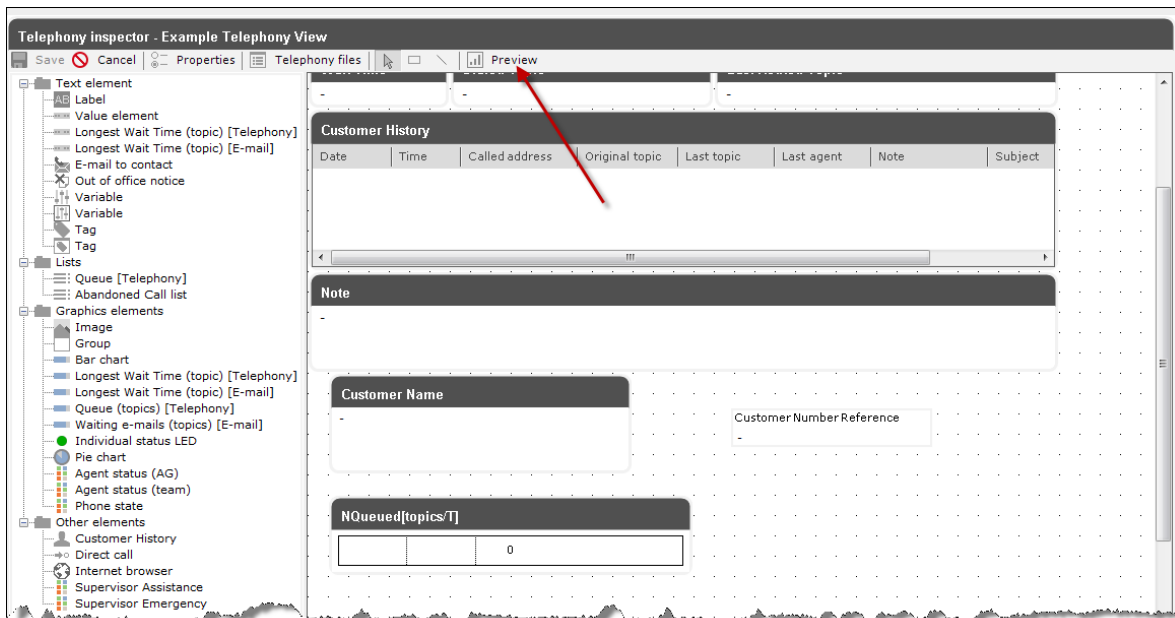 Telephony inspector - Example Telephony View
Save Cancel Properties Telephony files Preview
Text element
AB Label
Value element
Longest Wait Time (topic) [Telephony]
Longest Wait Time (topic) [E-mail]
E-mail to contact
Out of office notice
Variable
Variable
Tag
Tag
Lists
Queue [Telephony]
Abandoned Call list
Graphics elements
Image
Group
Bar chart
Longest Wait Time (topic) [Telephony]
Longest Wait Time (topic) [E-mail]
Queue (topics) [Telephony]
Waiting e-mails (topics) [E-mail]
Individual status LED
Pie chart
Agent status (AG)
Agent status (team)
Phone state
Other elements
Customer History
Direct call
Internet browser
Supervisor Assistance
Supervisor Emergency
- - -
Customer History
Date Time Called address Original topic Last topic Last agent Note Subject
Note
-
Customer Name
-
Customer Number Reference
-
NQueued[topics/T]
0